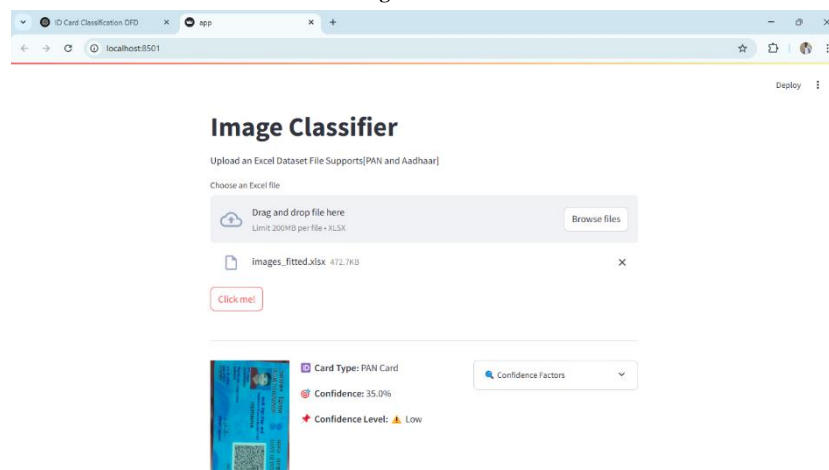 ID Card Classification DFD
app
localhost:8501
Deploy
Image Classifier
Upload an Excel Dataset File Supports[PAN and Aadhaar]
Choose an Excel file
Drag and drop file here
Limit 200MB per file • XLSX
Browse files
images_fitted.xlsx 472.7KB
Click me!
ID Card Type: PAN Card
Confidence Factors
Confidence: 35.0%
Confidence Level: Low